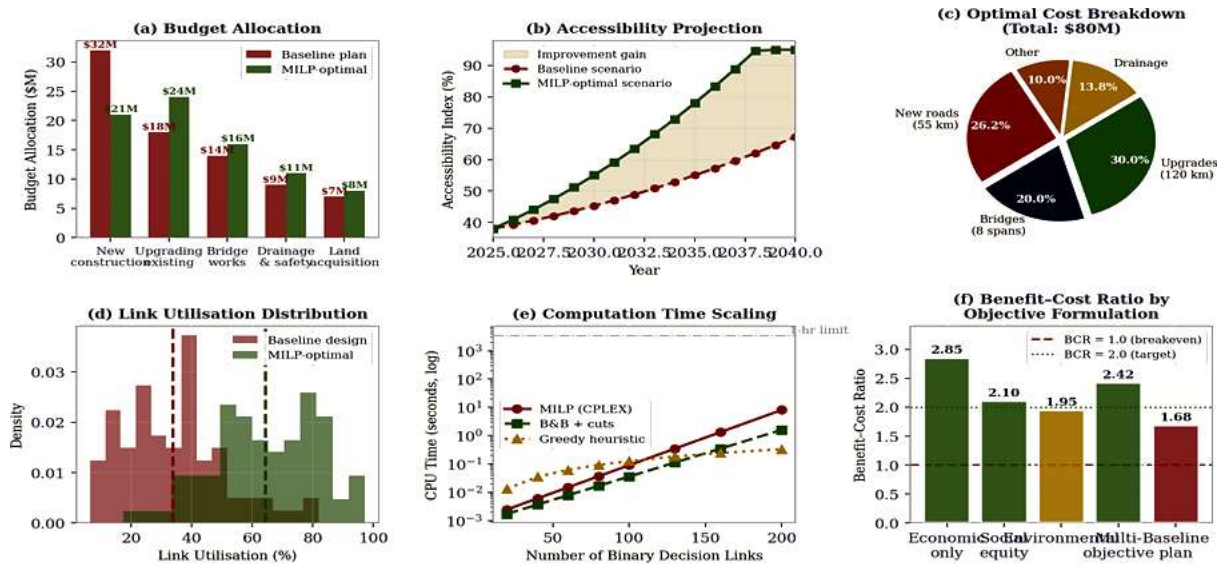 (a) Budget Allocation
Budget Allocation ($M)
30
25
20
15
10
5
0
$32M
$21M
$18M
$24M
$14M
$16M
$9M
$11M
$7M
$8M
Baseline plan
MILP-optimal
New construction
Upgrading existing
Bridge works
Drainage & safety
Land acquisition
(b) Accessibility Projection
Accessibility Index (%)
90
80
70
60
50
40
Improvement gain
Baseline scenario
MILP-optimal scenario
2025.0
2027.5
2030.0
2032.5
2035.0
2037.5
2040.0
Year
(c) Optimal Cost Breakdown
(Total: $80M)
Other
10.0%
Drainage
13.8%
New roads
(55 km)
26.2%
30.0%
Upgrades
(120 km)
20.0%
Bridges
(8 spans)
(d) Link Utilisation Distribution
Density
0.03
0.02
0.01
0.00
Baseline design
MILP-optimal
20
40
60
80
100
Link Utilisation (%)
(e) Computation Time Scaling
CPU Time (seconds, log)
10³
10¹
10⁰
10⁻¹
10⁻²
10⁻³
1-hr limit
MILP (CPLEX)
B&B + cuts
Greedy heuristic
50
100
150
200
Number of Binary Decision Links
(f) Benefit–Cost Ratio by
Objective Formulation
Benefit–Cost Ratio
3.0
2.5
2.0
1.5
1.0
0.5
0.0
BCR = 1.0 (breakeven)
BCR = 2.0 (target)
2.85
2.10
1.95
2.42
1.68
Economic only
Social equity
Environmental
Multi-objective
Baseline plan